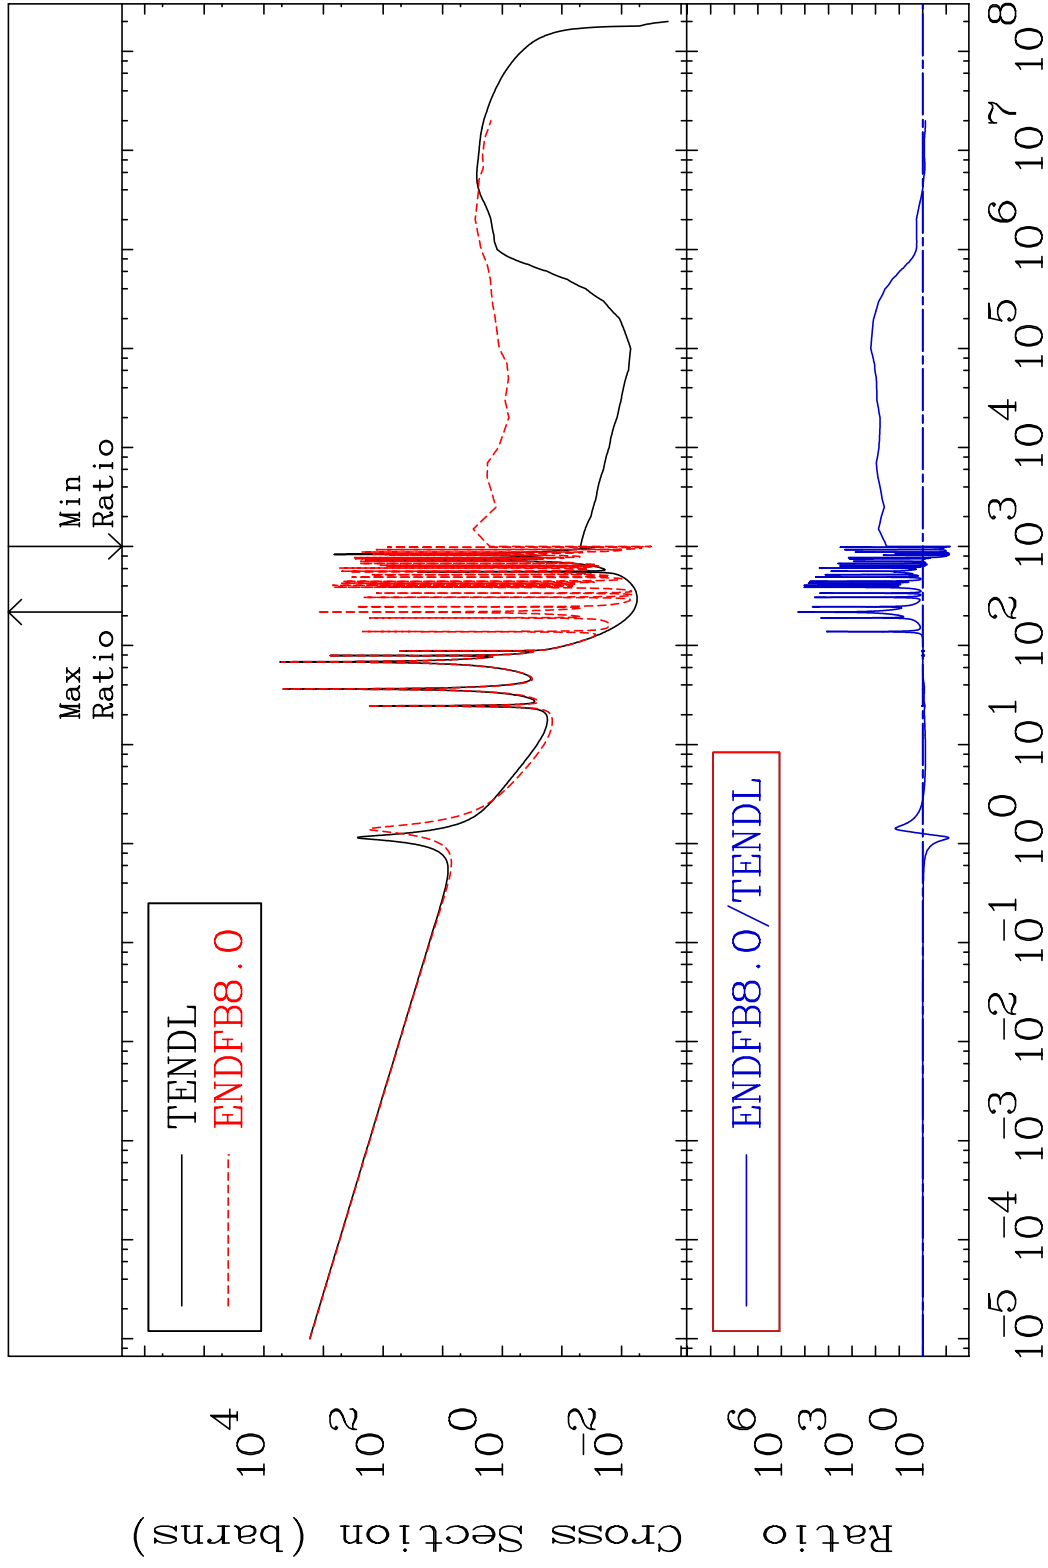 Max
Ratio
Min
Ratio
TENDL
ENDFB8.0
Cross Section (barns)
10^4
10^2
10^0
10^-2
ENDFB8.0/TENDL
Ratio
10^6
10^3
10^0
10^-5 10^-4 10^-3 10^-2 10^-1 10^0 10^1 10^2 10^3 10^4 10^5 10^6 10^7 10^8